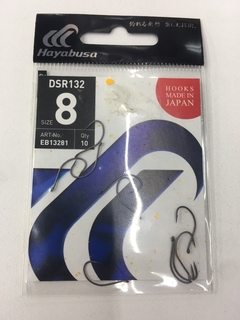 Hayabusa
DSR132
SIZE
8
ART-No.
EB13281
Qty
10
HOOKS
MADE IN
JAPAN